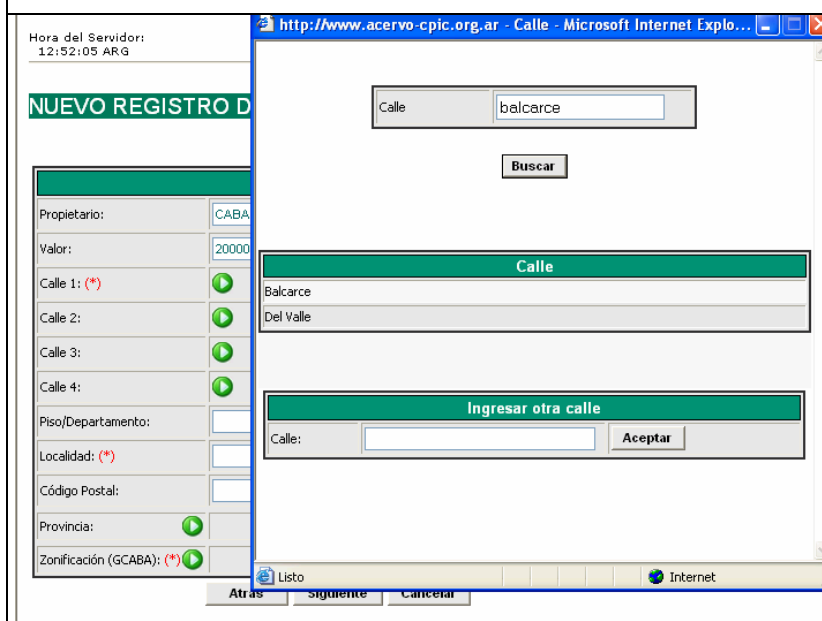 Hora del Servidor:
12:52:05 ARG
NUEVO REGISTRO D
Propietario: CABA
Valor: 20000
Calle 1: (*)
Calle 2:
Calle 3:
Calle 4:
Piso/Departamento:
Localidad: (*)
Código Postal:
Provincia:
Zonificación (GCABA): (*)
Atrás Siguiente Cancelar
http://www.acervo-cpic.org.ar - Calle - Microsoft Internet Explo...
Calle balcarce
Buscar
Calle
Balcarce
Del Valle
Ingresar otra calle
Calle: Aceptar
Listo Internet